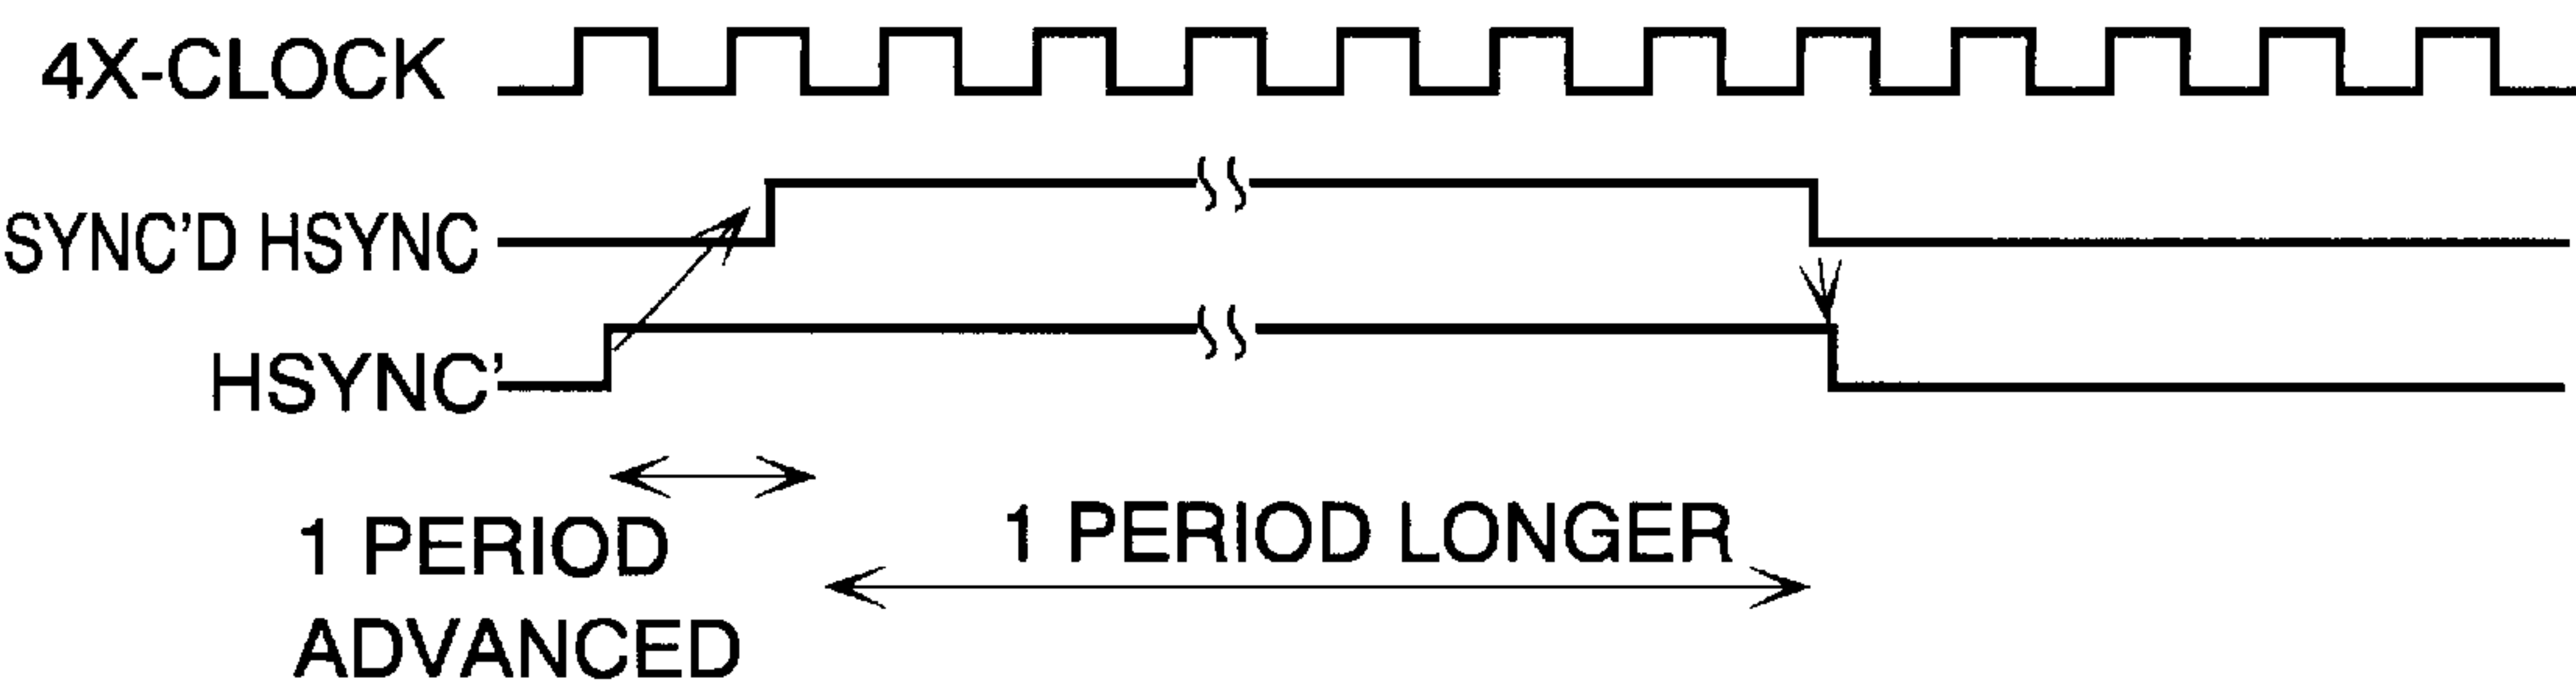 4X-CLOCK
SYNC'D HSYNC
HSYNC'
1 PERIOD
ADVANCED
1 PERIOD LONGER